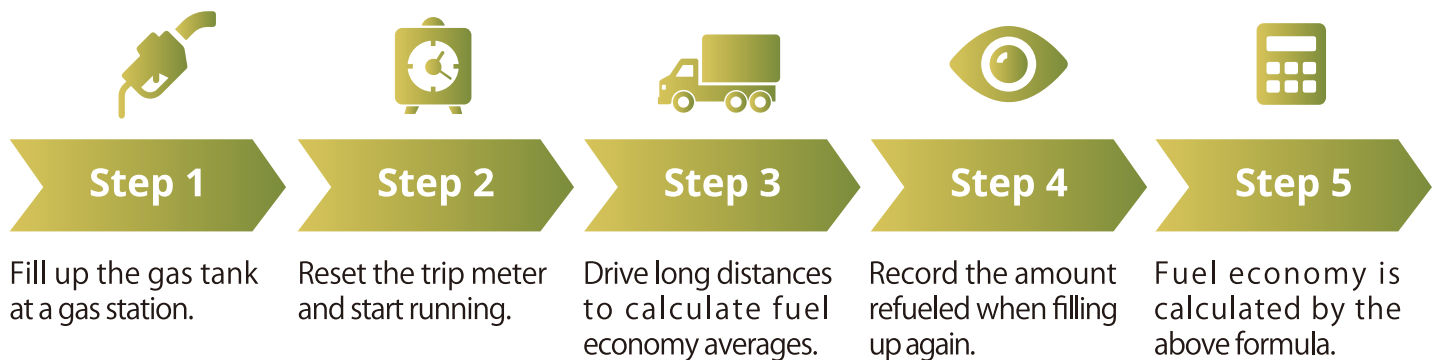 Step 1
Fill up the gas tank
at a gas station.
Step 2
Reset the trip meter
and start running.
Step 3
Drive long distances
to calculate fuel
economy averages.
Step 4
Record the amount
refueled when filling
up again.
Step 5
Fuel economy is
calculated by the
above formula.